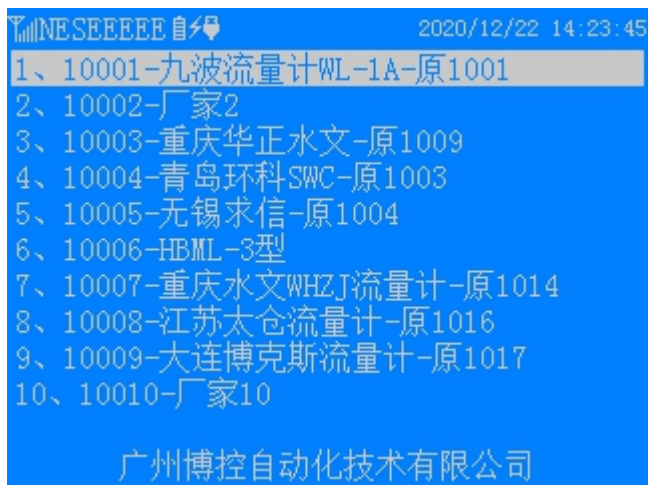 NESEEEEE 2020/12/22 14:23:45
1、10001-九波流量计WL-1A-原1001
2、10002-厂家2
3、10003-重庆华正水文-原1009
4、10004-青岛环科SWC-原1003
5、10005-无锡求信-原1004
6、10006-HBML-3型
7、10007-重庆水文WHZJ流量计-原1014
8、10008-江苏太仓流量计-原1016
9、10009-大连博克斯流量计-原1017
10、10010-厂家10
广州博控自动化技术有限公司